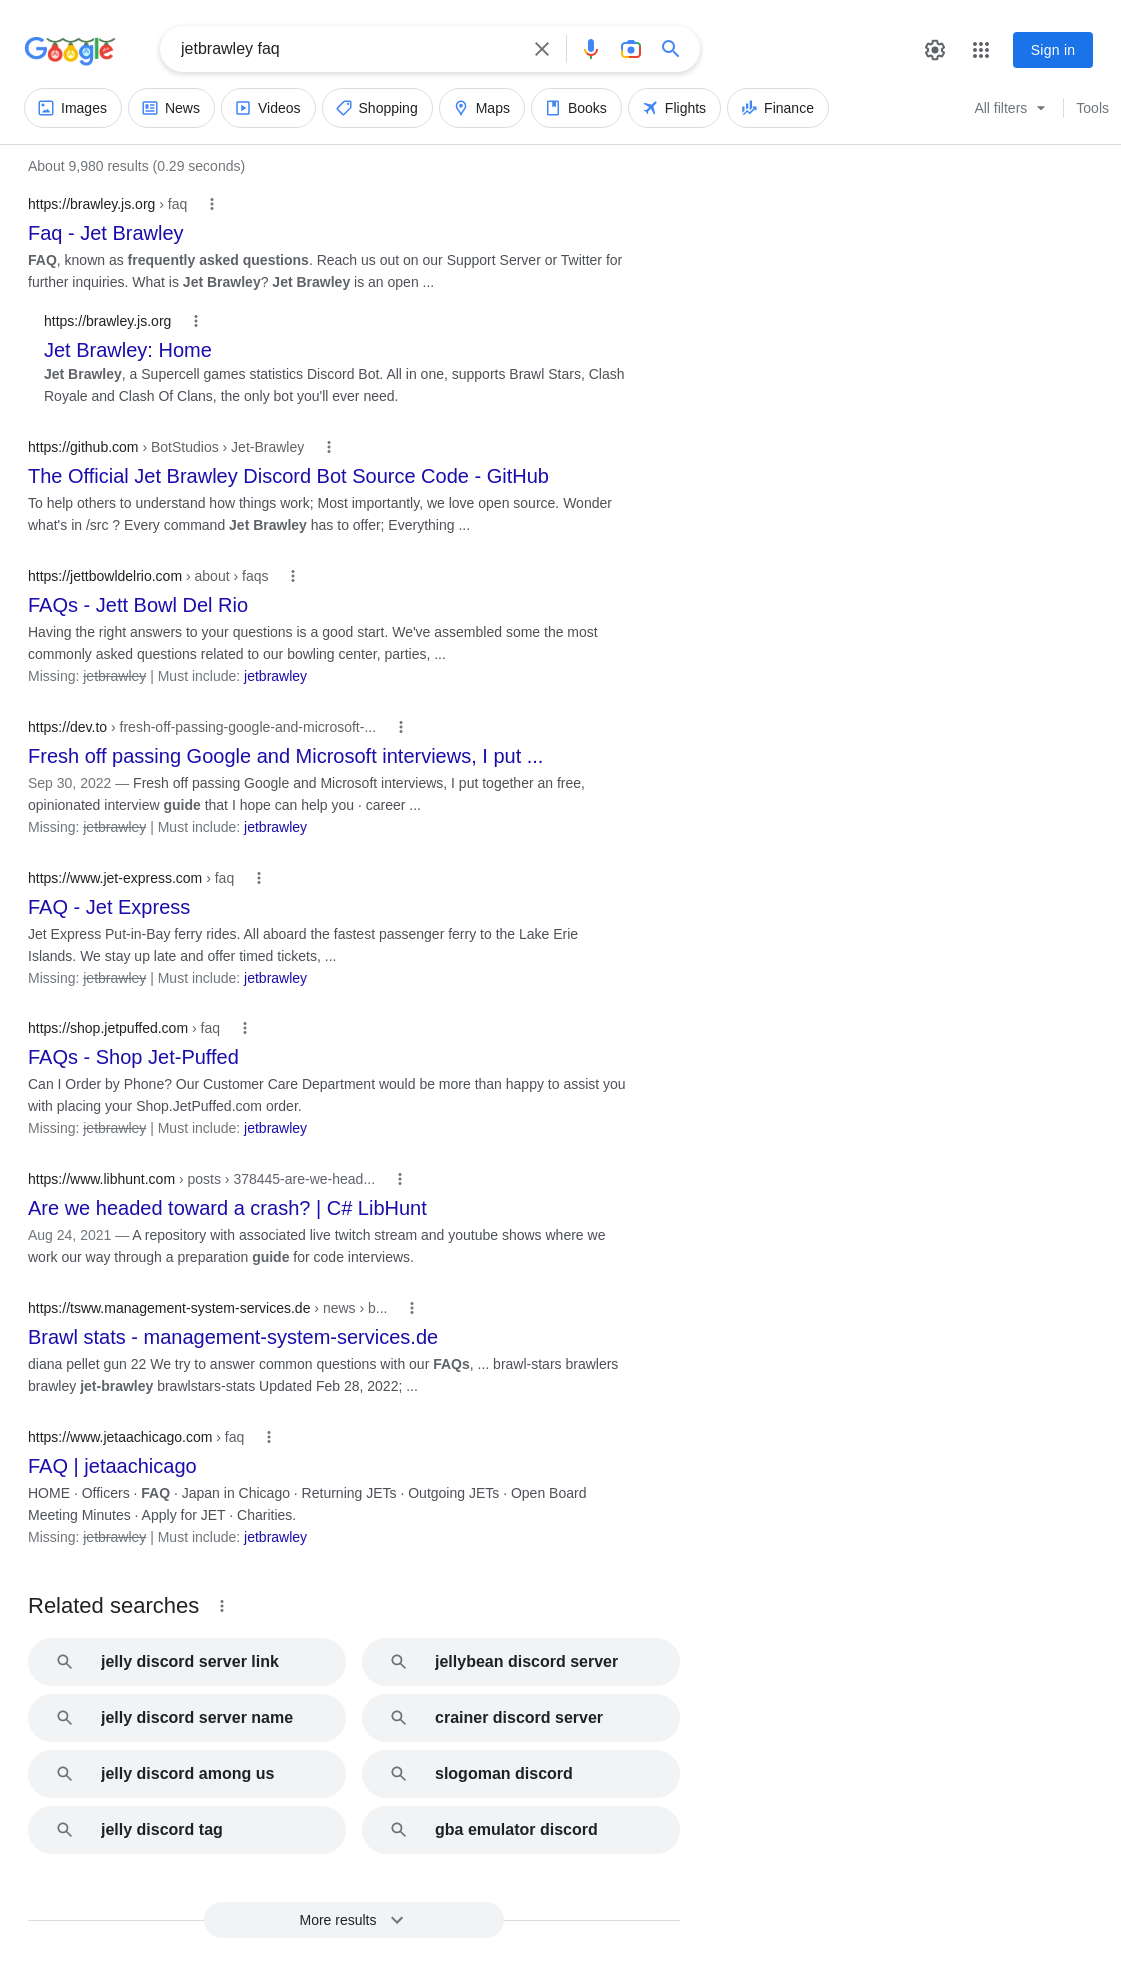 Google
jetbrawley faq
Sign in
Images News Videos Shopping Maps Books Flights Finance All filters Tools
About 9,980 results (0.29 seconds)
https://brawley.js.org › faq
Faq - Jet Brawley
FAQ, known as frequently asked questions. Reach us out on our Support Server or Twitter for
further inquiries. What is Jet Brawley? Jet Brawley is an open ...
https://brawley.js.org
Jet Brawley: Home
Jet Brawley, a Supercell games statistics Discord Bot. All in one, supports Brawl Stars, Clash
Royale and Clash Of Clans, the only bot you'll ever need.
https://github.com › BotStudios › Jet-Brawley
The Official Jet Brawley Discord Bot Source Code - GitHub
To help others to understand how things work; Most importantly, we love open source. Wonder
what's in /src ? Every command Jet Brawley has to offer; Everything ...
https://jettbowldelrio.com › about › faqs
FAQs - Jett Bowl Del Rio
Having the right answers to your questions is a good start. We've assembled some the most
commonly asked questions related to our bowling center, parties, ...
Missing: jetbrawley | Must include: jetbrawley
https://dev.to › fresh-off-passing-google-and-microsoft-...
Fresh off passing Google and Microsoft interviews, I put ...
Sep 30, 2022 — Fresh off passing Google and Microsoft interviews, I put together an free,
opinionated interview guide that I hope can help you · career ...
Missing: jetbrawley | Must include: jetbrawley
https://www.jet-express.com › faq
FAQ - Jet Express
Jet Express Put-in-Bay ferry rides. All aboard the fastest passenger ferry to the Lake Erie
Islands. We stay up late and offer timed tickets, ...
Missing: jetbrawley | Must include: jetbrawley
https://shop.jetpuffed.com › faq
FAQs - Shop Jet-Puffed
Can I Order by Phone? Our Customer Care Department would be more than happy to assist you
with placing your Shop.JetPuffed.com order.
Missing: jetbrawley | Must include: jetbrawley
https://www.libhunt.com › posts › 378445-are-we-head...
Are we headed toward a crash? | C# LibHunt
Aug 24, 2021 — A repository with associated live twitch stream and youtube shows where we
work our way through a preparation guide for code interviews.
https://tsww.management-system-services.de › news › b...
Brawl stats - management-system-services.de
diana pellet gun 22 We try to answer common questions with our FAQs, ... brawl-stars brawlers
brawley jet-brawley brawlstars-stats Updated Feb 28, 2022; ...
https://www.jetaachicago.com › faq
FAQ | jetaachicago
HOME · Officers · FAQ · Japan in Chicago · Returning JETs · Outgoing JETs · Open Board
Meeting Minutes · Apply for JET · Charities.
Missing: jetbrawley | Must include: jetbrawley
Related searches
jelly discord server link
jellybean discord server
jelly discord server name
crainer discord server
jelly discord among us
slogoman discord
jelly discord tag
gba emulator discord
More results